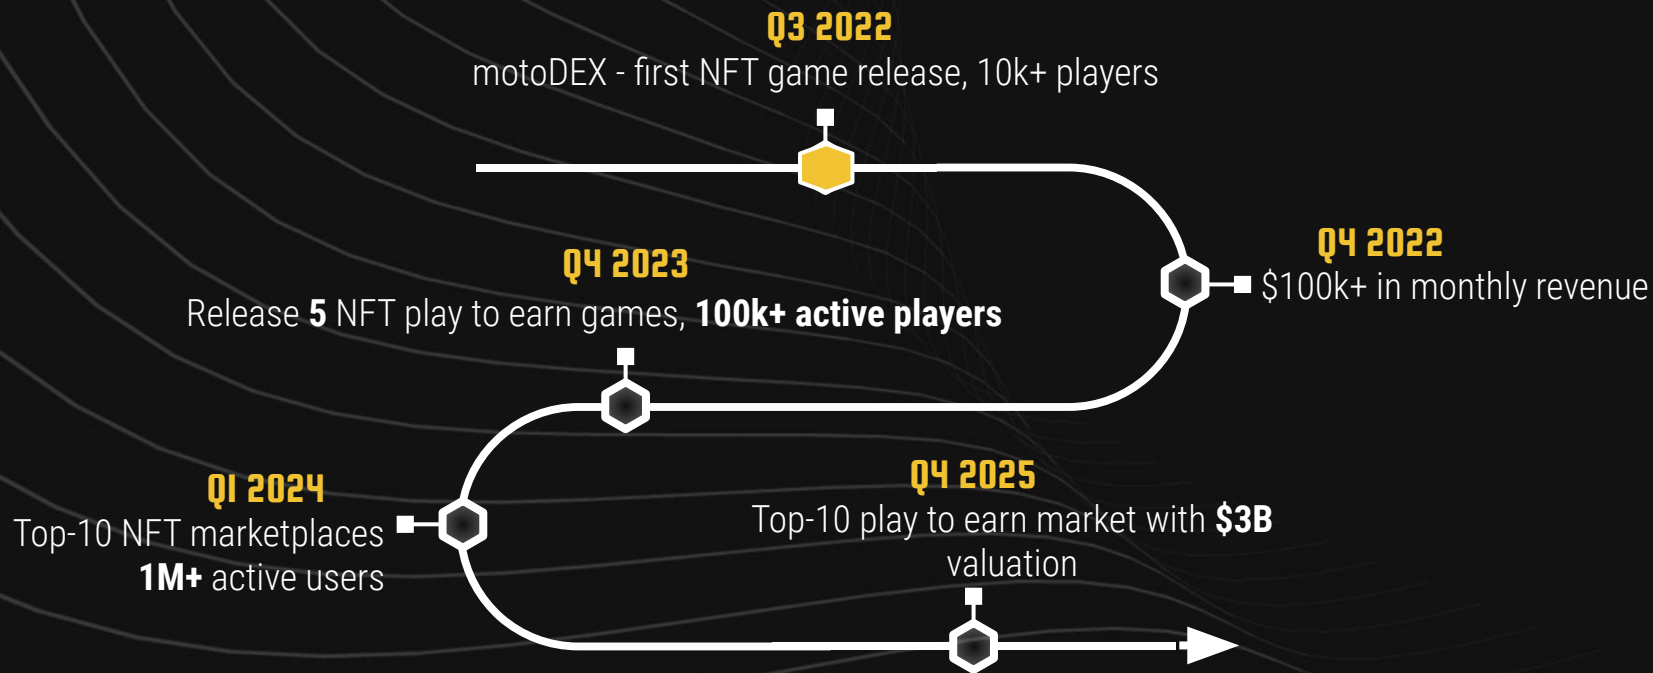 Q3 2022
motoDEX - first NFT game release, 10k+ players
Q4 2022
$100k+ in monthly revenue
Q4 2023
Release 5 NFT play to earn games, 100k+ active players
Q1 2024
Top-10 NFT marketplaces
1M+ active users
Q4 2025
Top-10 play to earn market with $3B
valuation